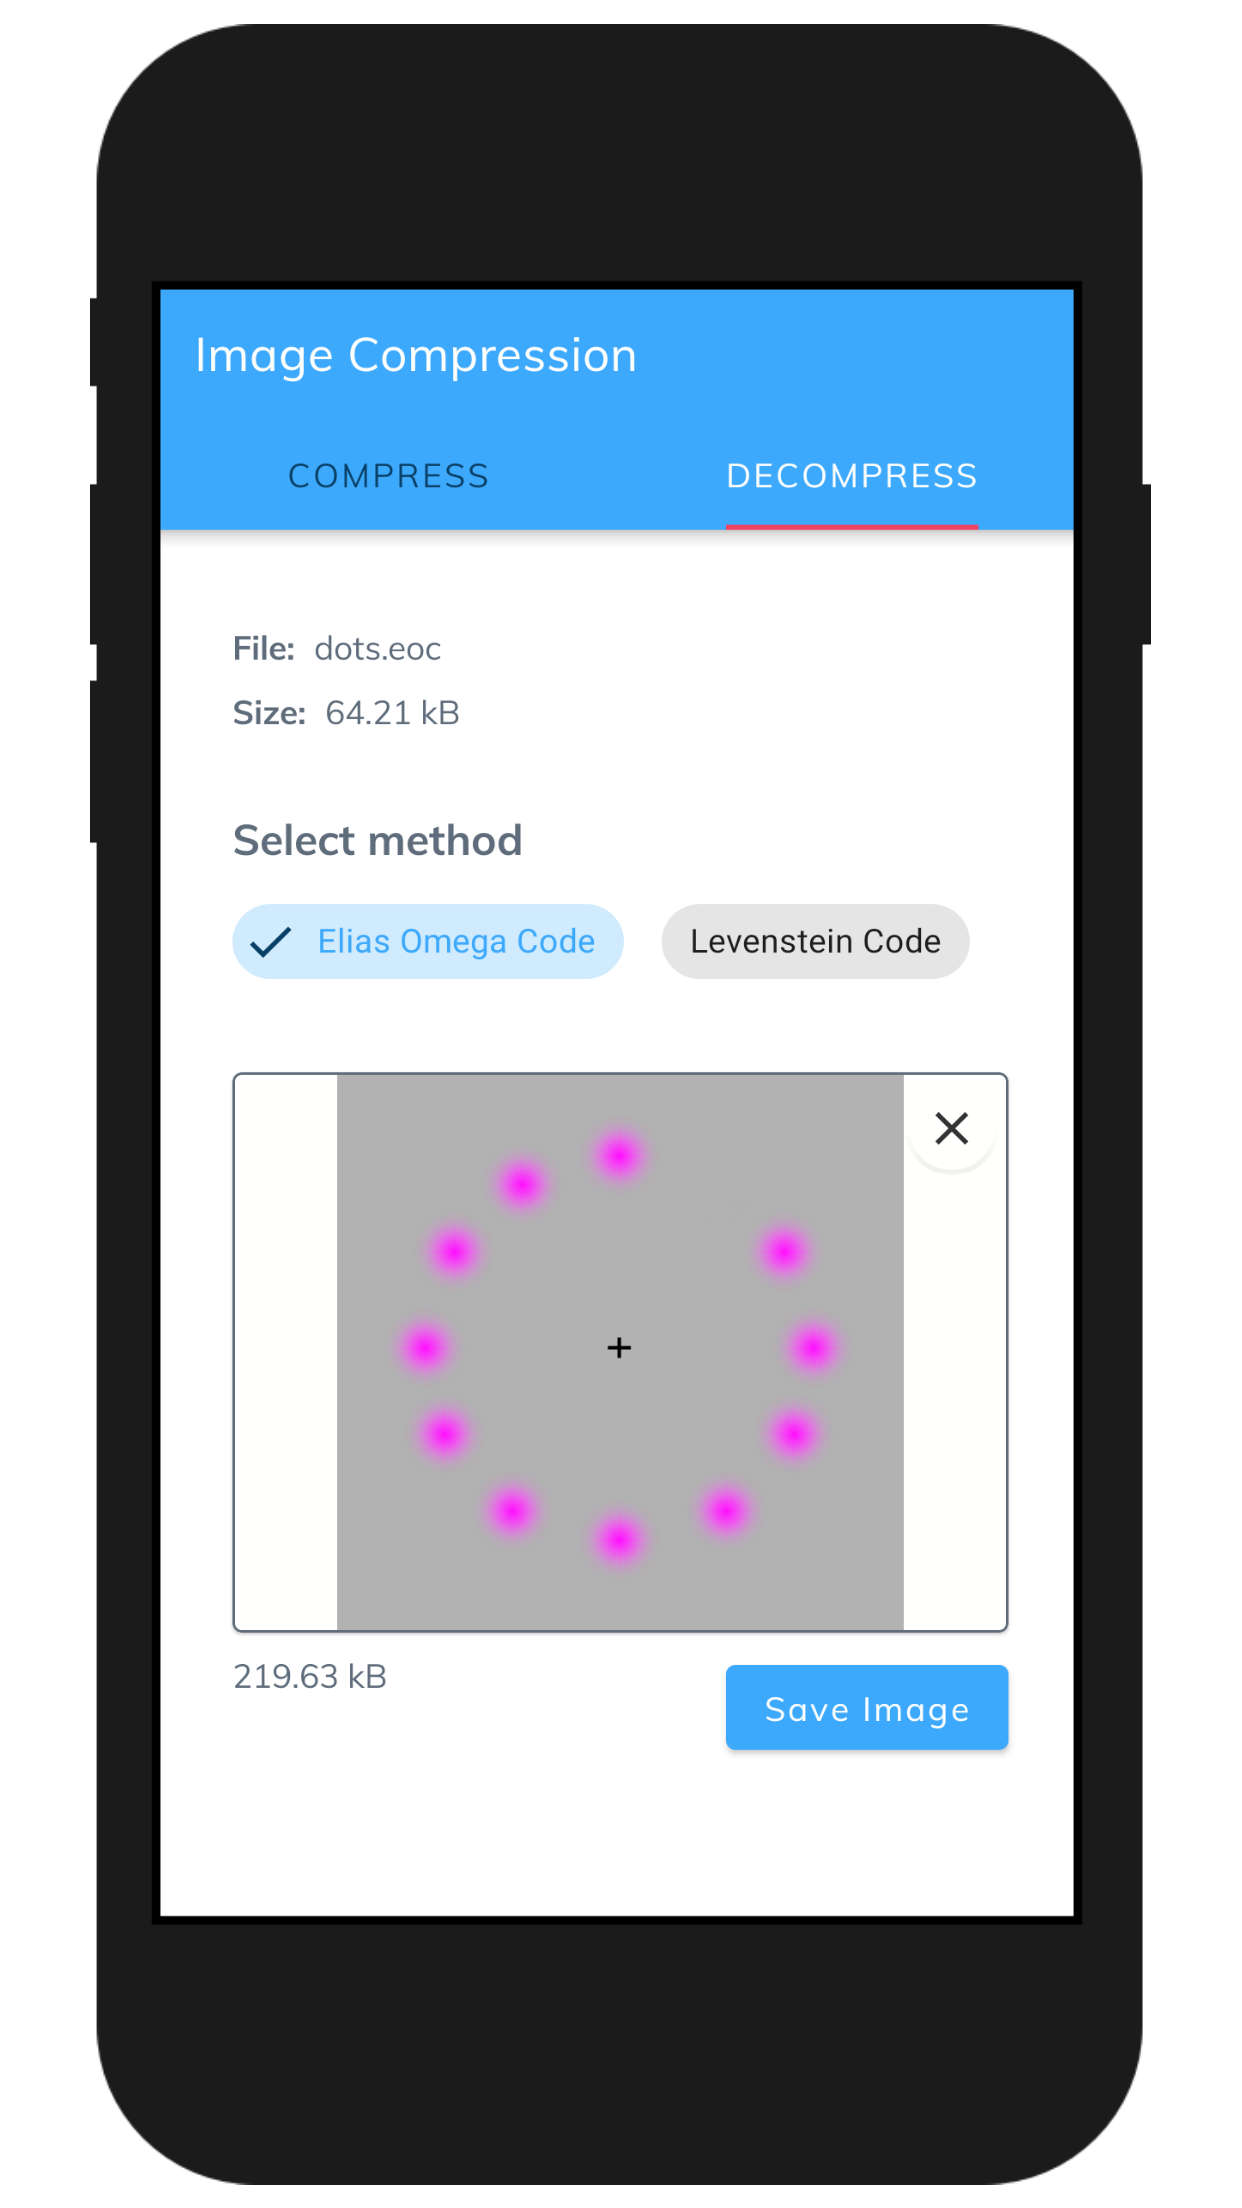 Image Compression
COMPRESS DECOMPRESS
File: dots.eoc
Size: 64.21 kB
Select method
Elias Omega Code Levenstein Code
219.63 kB
Save Image